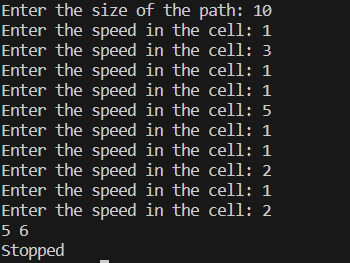 Enter the size of the path: 10
Enter the speed in the cell: 1
Enter the speed in the cell: 3
Enter the speed in the cell: 1
Enter the speed in the cell: 1
Enter the speed in the cell: 5
Enter the speed in the cell: 1
Enter the speed in the cell: 1
Enter the speed in the cell: 2
Enter the speed in the cell: 1
Enter the speed in the cell: 2
5 6
Stopped